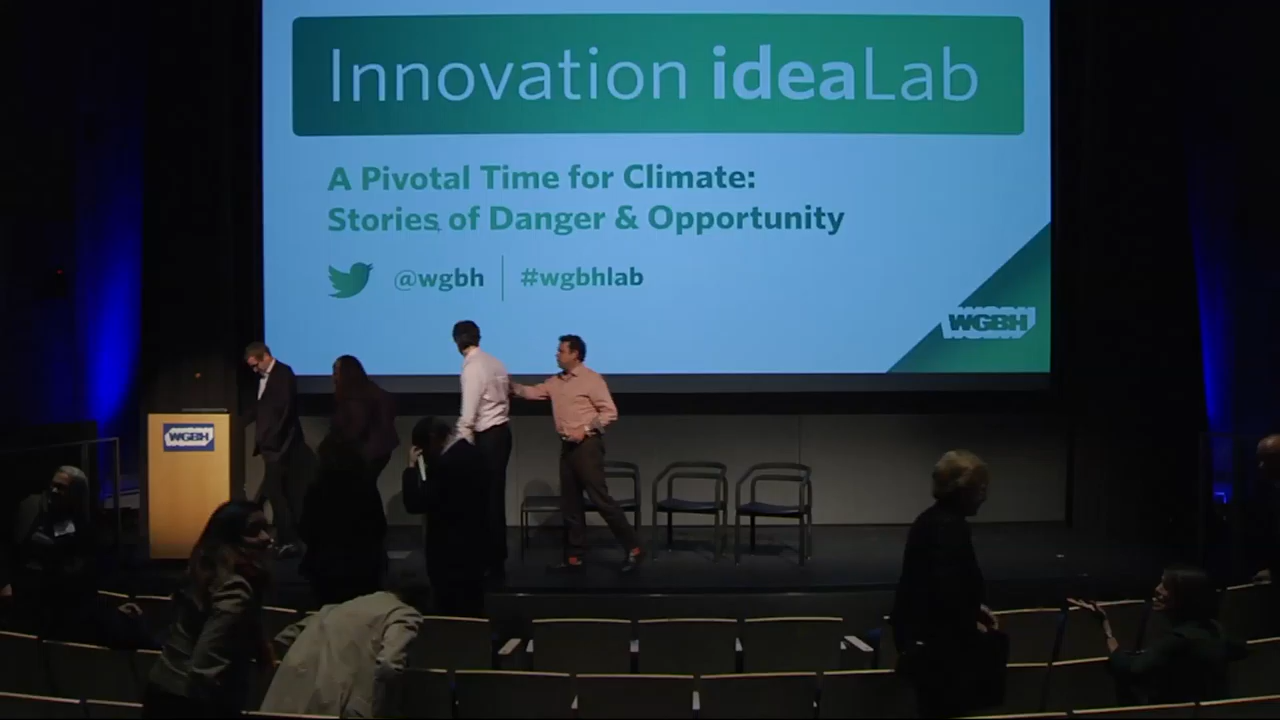 Innovation ideaLab
A Pivotal Time for Climate:
Stories of Danger & Opportunity
@wgbh
#wgbhlab
WGBH
WGBH